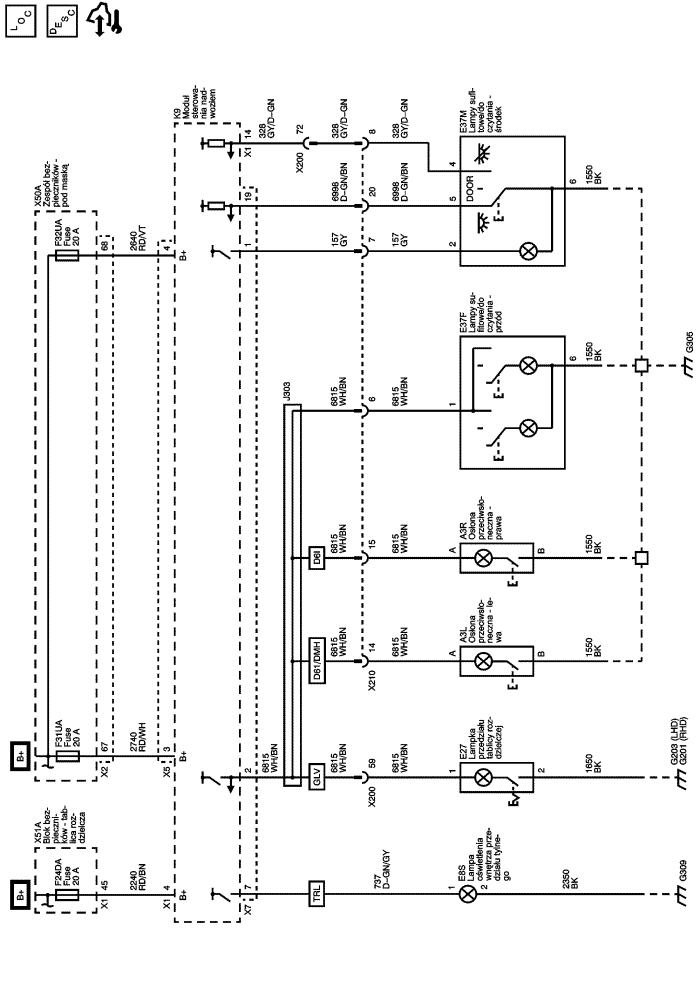 LOC
DESC
B+
X51A
Blok bez-
pieczni-
ków - tab-
lica roz-
dzielcza
F24DA
Fuse
20 A
X1
45
2240
RD/BN
X1
4
B+
X7
7
TRL
737
D-GN/GY
1
E8S
Lampa
oświetlenia
wnętrza prze-
działu tylne-
go
2
2350
BK
G309
B+
F31UA
Fuse
20 A
X2
67
2740
RD/WH
X5
3
B+
2
6815
WH/BN
GLV
X200
59
6815
WH/BN
6815
WH/BN
1
E27
Lampka
przedziału
tablicy roz-
dzielczej
2
1650
BK
G203 (LHD)
G201 (RHD)
D61/DMH
6815
WH/BN
X210
14
6815
WH/BN
A
A3L
Osłona
przeciwsło-
neczna - le-
wa
B
1550
BK
D6I
6815
WH/BN
15
6815
WH/BN
A
A3R
Osłona
przeciwsło-
neczna -
prawa
B
1550
BK
J303
6815
WH/BN
6
6815
WH/BN
1
E37F
Lampy su-
fitowe/do
czytania -
przód
6
1550
BK
G305
X50A
Zespół bez-
pieczników -
pod maską
F32UA
Fuse
20 A
68
2640
RD/VT
4
B+
K9 Moduł
sterowa-
nia nad-
woziem
1
157
GY
7
157
GY
2
19
6998
D-GN/BN
20
6998
D-GN/BN
5
X1
14
328
GY/D-GN
X200
72
328
GY/D-GN
8
328
GY/D-GN
4
DOOR
E37M
Lampy sufi-
towe/do
czytania -
środek
6
1550
BK